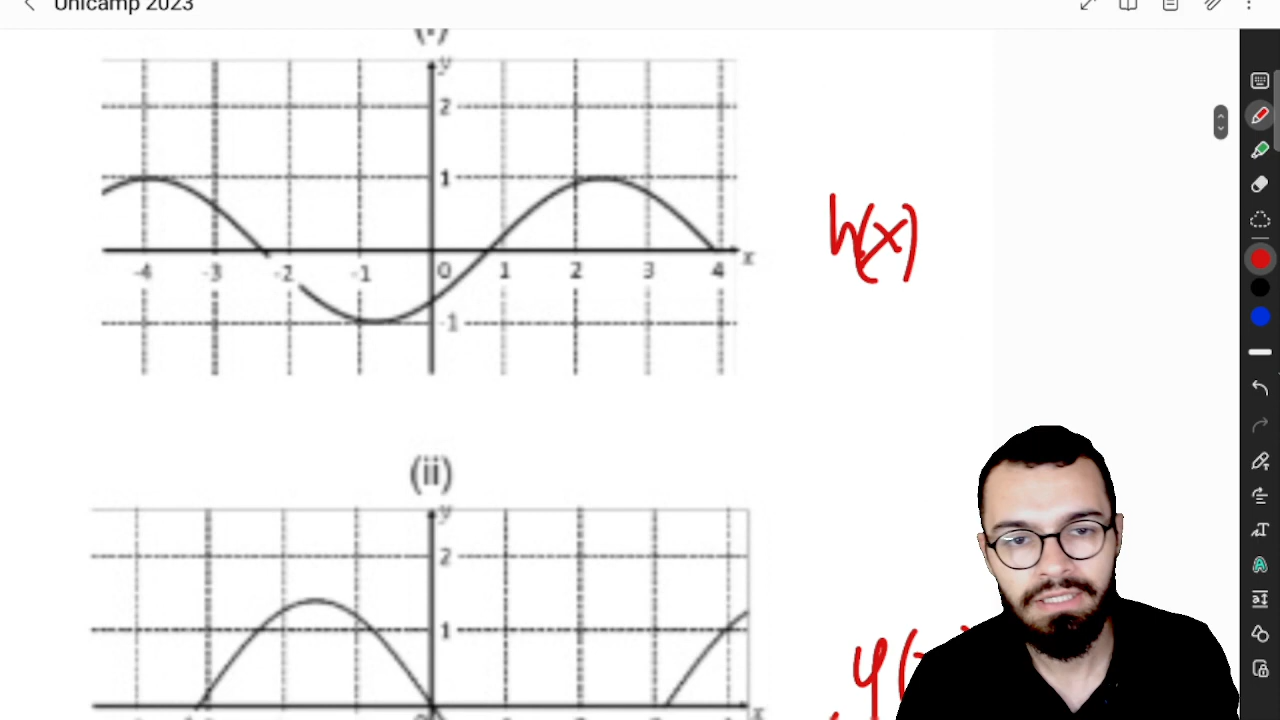 Unicamp 2023
(i)
y
2
1
-4 -3 -2 -1 0 1 2 3 4 x
-1
h(x)
(ii)
y
2
1
φ(
x